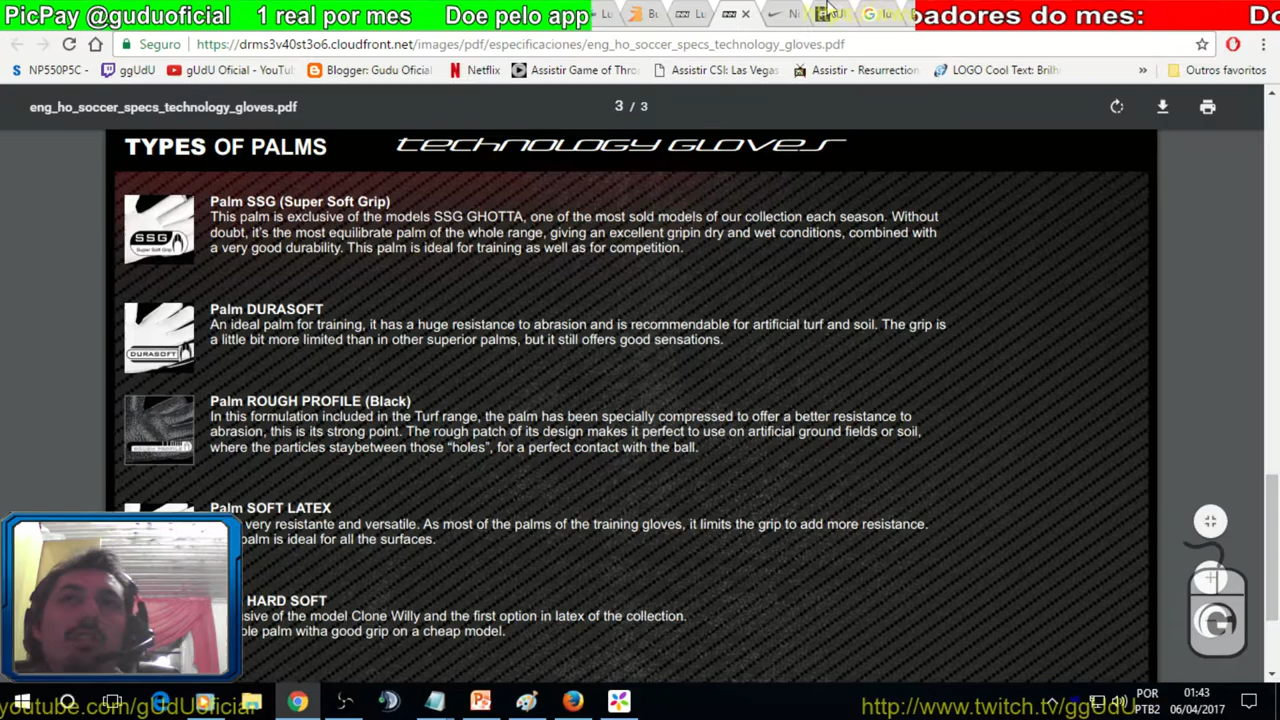 PicPay @guduoficial 1 real por mes Doe pelo app
badores do mes: Do
Seguro https://drms3v40st3o6.cloudfront.net/images/pdf/especificaciones/eng_ho_soccer_specs_technology_gloves.pdf
NP550P5C - ggUdU gUdU Oficial - YouTu Blogger: Gudu Oficial Netflix Assistir Game of Thro Assistir CSI: Las Vegas Assistir - Resurrection LOGO Cool Text: Brilh » Outros favoritos
eng_ho_soccer_specs_technology_gloves.pdf 3 / 3
TYPES OF PALMS TECHNOLOGY GLOVES
Palm SSG (Super Soft Grip)
This palm is exclusive of the models SSG GHOTTA, one of the most sold models of our collection each season. Without
doubt, it's the most equilibrate palm of the whole range, giving an excellent gripin dry and wet conditions, combined with
a very good durability. This palm is ideal for training as well as for competition.
SSG
Super Soft Grip
Palm DURASOFT
An ideal palm for training, it has a huge resistance to abrasion and is recommendable for artificial turf and soil. The grip is
a little bit more limited than in other superior palms, but it still offers good sensations.
DURASOFT
Palm ROUGH PROFILE (Black)
In this formulation included in the Turf range, the palm has been specially compressed to offer a better resistance to
abrasion, this is its strong point. The rough patch of its design makes it perfect to use on artificial ground fields or soil,
where the particles staybetween those “holes”, for a perfect contact with the ball.
Palm SOFT LATEX
very resistante and versatile. As most of the palms of the training gloves, it limits the grip to add more resistance.
palm is ideal for all the surfaces.
HARD SOFT
sive of the model Clone Willy and the first option in latex of the collection.
ple palm witha good grip on a cheap model.
POR 01:43
PTB2 06/04/2017
youtube.com/gUdUoficial http://www.twitch.tv/ggUdU